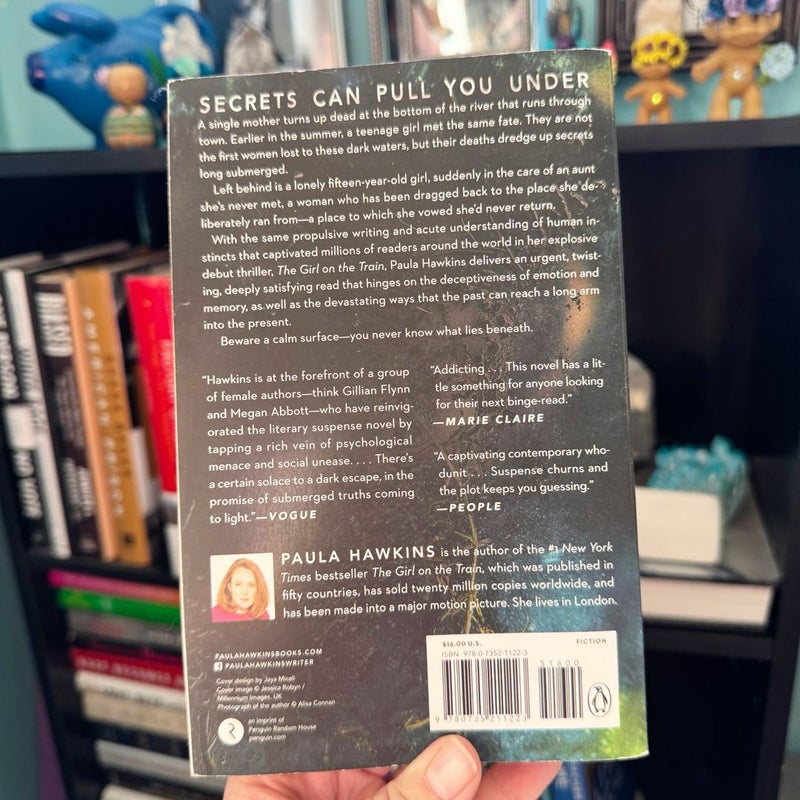 SECRETS CAN PULL YOU UNDER
A single mother turns up dead at the bottom of the river that runs through
town. Earlier in the summer, a teenage girl met the same fate. They are not
the first women lost to these dark waters, but their deaths dredge up secrets
long submerged.
Left behind is a lonely fifteen-year-old girl, suddenly in the care of an aunt
she's never met, a woman who has been dragged back to the place she de-
liberately ran from—a place to which she vowed she'd never return.
With the same propulsive writing and acute understanding of human in-
stincts that captivated millions of readers around the world in her explosive
debut thriller, The Girl on the Train, Paula Hawkins delivers an urgent, twist-
ing, deeply satisfying read that hinges on the deceptiveness of emotion and
memory, as well as the devastating ways that the past can reach a long arm
into the present.
Beware a calm surface—you never know what lies beneath.
"Hawkins is at the forefront of a group
of female authors—think Gillian Flynn
and Megan Abbott—who have reinvig-
orated the literary suspense novel by
tapping a rich vein of psychological
menace and social unease. . . . There's
a certain solace to a dark escape, in the
promise of submerged truths coming
to light."—VOGUE
"Addicting . . . This novel has a lit-
tle something for anyone looking
for their next binge-read."
—MARIE CLAIRE
"A captivating contemporary who-
dunit . . . Suspense churns and
the plot keeps you guessing."
—PEOPLE
PAULA HAWKINS is the author of the #1 New York
Times bestseller The Girl on the Train, which was published in
fifty countries, has sold twenty million copies worldwide, and
has been made into a major motion picture. She lives in London.
PAULAHAWKINSBOOKS.COM
PAULAHAWKINSWRITER
Cover design by Jaya Miceli
Cover image © Jessica Robyn /
Millennium Images, UK
Photograph of the author © Alisa Connan
R
an imprint of
Penguin Random House
penguin.com
$16.00 U.S.
FICTION
ISBN 978-0-7352-1122-3
51600
9 780735 211223